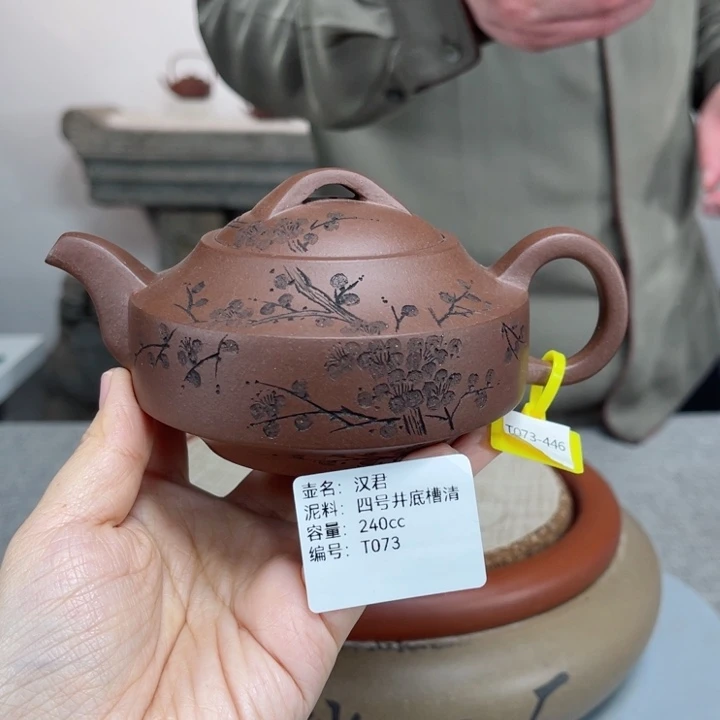 壶名：汉君
泥料：四号井底槽清
容量：240cc
编号：T073
T073-446